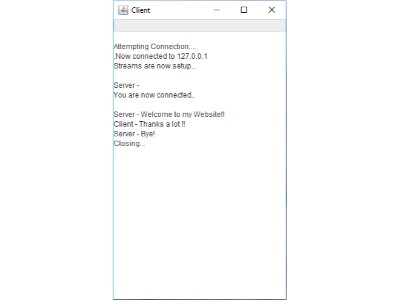 Client
Attempting Connection...
.Now connected to 127.0.0.1
Streams are now setup...
Server -
You are now connected..
Server - Welcome to my Website!!
Client - Thanks a lot !!
Server - Bye!
Closing...